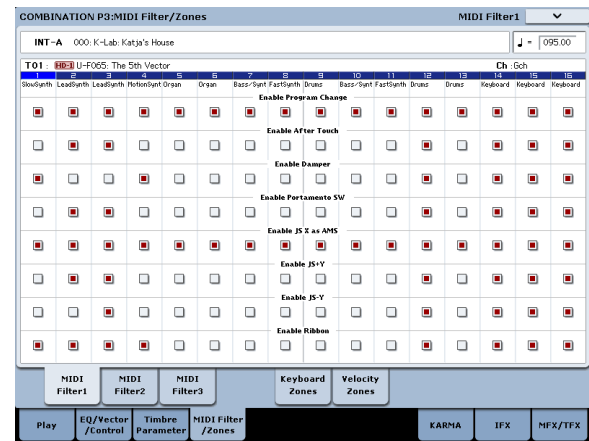 COMBINATION P3:MIDI Filter/Zones MIDI Filter1
INT-A 000: K-Lab: Katja's House ♩ = 095.00
T01 : HD-1 U-F065: The 5th Vector Ch :Gch
1 2 3 4 5 6 7 8 9 10 11 12 13 14 15 16
SlowSynth LeadSynth LeadSynth MotionSynt Organ Organ Bass/Synt FastSynth Drums Bass/Synt FastSynth Drums Drums Keyboard Keyboard Keyboard
Enable Program Change
Enable After Touch
Enable Damper
Enable Portamento SW
Enable JS X as AMS
Enable JS+Y
Enable JS-Y
Enable Ribbon
MIDI Filter1 MIDI Filter2 MIDI Filter3 Keyboard Zones Velocity Zones
Play EQ/Vector /Control Timbre Parameter MIDI Filter /Zones KARMA IFX MFX/TFX